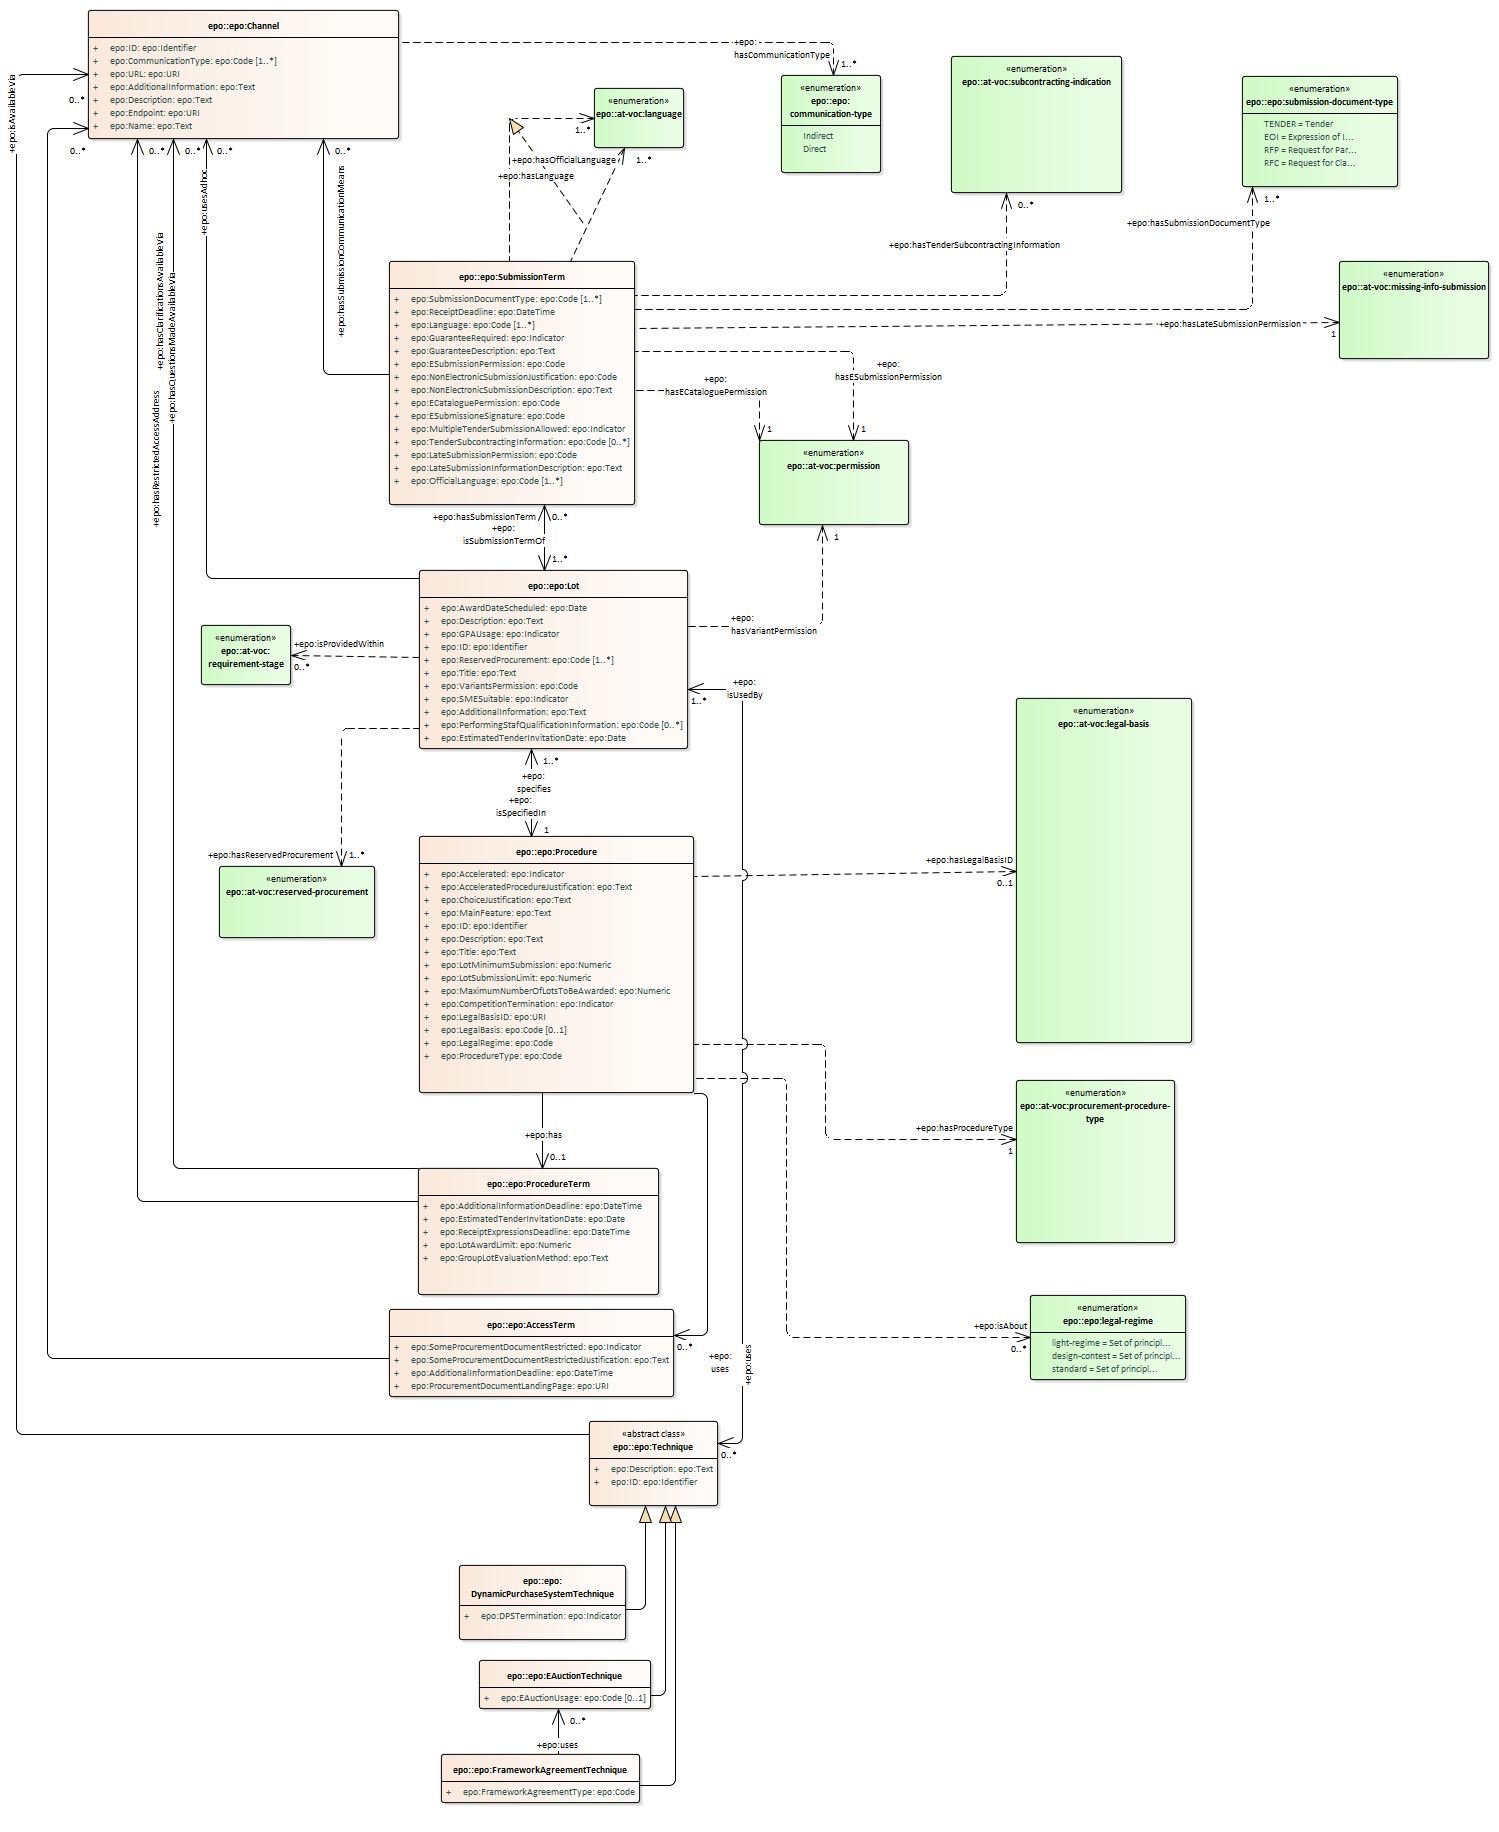 epo::epo:Channel
+ epo:ID: epo:Identifier
+ epo:CommunicationType: epo:Code [1..*]
+ epo:URL: epo:URI
+ epo:AdditionalInformation: epo:Text
+ epo:Description: epo:Text
+ epo:Endpoint: epo:URI
+ epo:Name: epo:Text
+epo:
hasCommunicationType
1..*
«enumeration»
epo::epo:
communication-type
Indirect
Direct
«enumeration»
epo::at-voc:language
1..*
+epo:hasOfficialLanguage
1..*
+epo:hasLanguage
«enumeration»
epo::at-voc:subcontracting-indication
0..*
+epo:hasTenderSubcontractingInformation
«enumeration»
epo::epo:submission-document-type
TENDER = Tender
EOI = Expression of I...
RFP = Request for Par...
RFC = Request for Cla...
1..*
+epo:hasSubmissionDocumentType
«enumeration»
epo::at-voc:missing-info-submission
+epo:hasLateSubmissionPermission
1
+epo:isAvailableVia
0..*
0..*
0..*
0..*
0..*
0..*
+epo:usesAdhoc
+epo:hasSubmissionCommunicationMeans
+epo:hasClarificationsAvailableVia
+epo:hasQuestionsMadeAvailableVia
+epo:hasRestrictedAccessAddress
epo::epo:SubmissionTerm
+ epo:SubmissionDocumentType: epo:Code [1..*]
+ epo:ReceiptDeadline: epo:DateTime
+ epo:Language: epo:Code [1..*]
+ epo:GuaranteeRequired: epo:Indicator
+ epo:GuaranteeDescription: epo:Text
+ epo:ESubmissionPermission: epo:Code
+ epo:NonElectronicSubmissionJustification: epo:Code
+ epo:NonElectronicSubmissionDescription: epo:Text
+ epo:ECataloguePermission: epo:Code
+ epo:ESubmissioneSignature: epo:Code
+ epo:MultipleTenderSubmissionAllowed: epo:Indicator
+ epo:TenderSubcontractingInformation: epo:Code [0..*]
+ epo:LateSubmissionPermission: epo:Code
+ epo:LateSubmissionInformationDescription: epo:Text
+ epo:OfficialLanguage: epo:Code [1..*]
+epo:
hasESubmissionPermission
+epo:
hasECataloguePermission
1
1
«enumeration»
epo::at-voc:permission
1
+epo:hasSubmissionTerm
0..*
+epo:
isSubmissionTermOf
1..*
epo::epo:Lot
+ epo:AwardDateScheduled: epo:Date
+ epo:Description: epo:Text
+ epo:GPAUsage: epo:Indicator
+ epo:ID: epo:Identifier
+ epo:ReservedProcurement: epo:Code [1..*]
+ epo:Title: epo:Text
+ epo:VariantsPermission: epo:Code
+ epo:SMESuitable: epo:Indicator
+ epo:AdditionalInformation: epo:Text
+ epo:PerformingStafQualificationInformation: epo:Code [0..*]
+ epo:EstimatedTenderInvitationDate: epo:Date
+epo:
hasVariantPermission
«enumeration»
epo::at-voc:
requirement-stage
+epo:isProvidedWithin
0..*
+epo:
isUsedBy
1..*
1..*
+epo:
specifies
+epo:
isSpecifiedIn
1
+epo:hasReservedProcurement
1..*
«enumeration»
epo::at-voc:reserved-procurement
«enumeration»
epo::at-voc:legal-basis
epo::epo:Procedure
+ epo:Accelerated: epo:Indicator
+ epo:AcceleratedProcedureJustification: epo:Text
+ epo:ChoiceJustification: epo:Text
+ epo:MainFeature: epo:Text
+ epo:ID: epo:Identifier
+ epo:Description: epo:Text
+ epo:Title: epo:Text
+ epo:LotMinimumSubmission: epo:Numeric
+ epo:LotSubmissionLimit: epo:Numeric
+ epo:MaximumNumberOfLotsToBeAwarded: epo:Numeric
+ epo:CompetitionTermination: epo:Indicator
+ epo:LegalBasisID: epo:URI
+ epo:LegalBasis: epo:Code [0..1]
+ epo:LegalRegime: epo:Code
+ epo:ProcedureType: epo:Code
+epo:hasLegalBasisID
0..1
«enumeration»
epo::at-voc:procurement-procedure-
type
+epo:hasProcedureType
1
+epo:has
0..1
epo::epo:ProcedureTerm
+ epo:AdditionalInformationDeadline: epo:DateTime
+ epo:EstimatedTenderInvitationDate: epo:Date
+ epo:ReceiptExpressionsDeadline: epo:DateTime
+ epo:LotAwardLimit: epo:Numeric
+ epo:GroupLotEvaluationMethod: epo:Text
epo::epo:AccessTerm
+ epo:SomeProcurementDocumentRestricted: epo:Indicator
+ epo:SomeProcurementDocumentRestrictedJustification: epo:Text
+ epo:AdditionalInformationDeadline: epo:DateTime
+ epo:ProcurementDocumentLandingPage: epo:URI
0..*
+epo:
uses
+epo:uses
+epo:isAbout
0..*
«enumeration»
epo::epo:legal-regime
light-regime = Set of principl...
design-contest = Set of principl...
standard = Set of principl...
«abstract class»
epo::epo:Technique
+ epo:Description: epo:Text
+ epo:ID: epo:Identifier
0..*
epo::epo:
DynamicPurchaseSystemTechnique
+ epo:DPSTermination: epo:Indicator
epo::epo:EAuctionTechnique
+ epo:EAuctionUsage: epo:Code [0..1]
0..*
+epo:uses
epo::epo:FrameworkAgreementTechnique
+ epo:FrameworkAgreementType: epo:Code